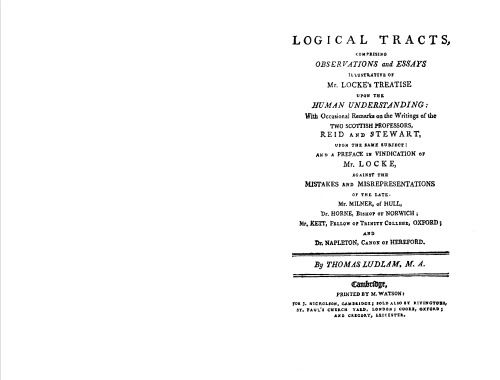 LOGICAL TRACTS,
COMPRISING
OBSERVATIONS and ESSAYS
ILLUSTRATIVE OF
Mr. LOCKE's TREATISE
UPON THE
HUMAN UNDERSTANDING:
With Occasional Remarks on the Writings of the
TWO SCOTTISH PROFESSORS,
REID AND STEWART,
UPON THE SAME SUBJECT:
AND A PREFACE IN VINDICATION OF
Mr. LOCKE,
AGAINST THE
MISTAKES AND MISREPRESENTATIONS
OF THE LATE
Mr. MILNER, of HULL,
Dr. HORNE, BISHOP OF NORWICH;
Mr. KETT, FELLOW OF TRINITY COLLEGE, OXFORD;
AND
Dr. NAPLETON, CANON OF HEREFORD.
By THOMAS LUDLAM, M. A.
Cambridge,
PRINTED BY M. WATSON:
FOR J. NICHOLSON, CAMBRIDGE; SOLD ALSO BY RIVINGTONS,
ST. PAUL'S CHURCH YARD, LONDON; COOKE, OXFORD;
AND GREGORY, LEICESTER.